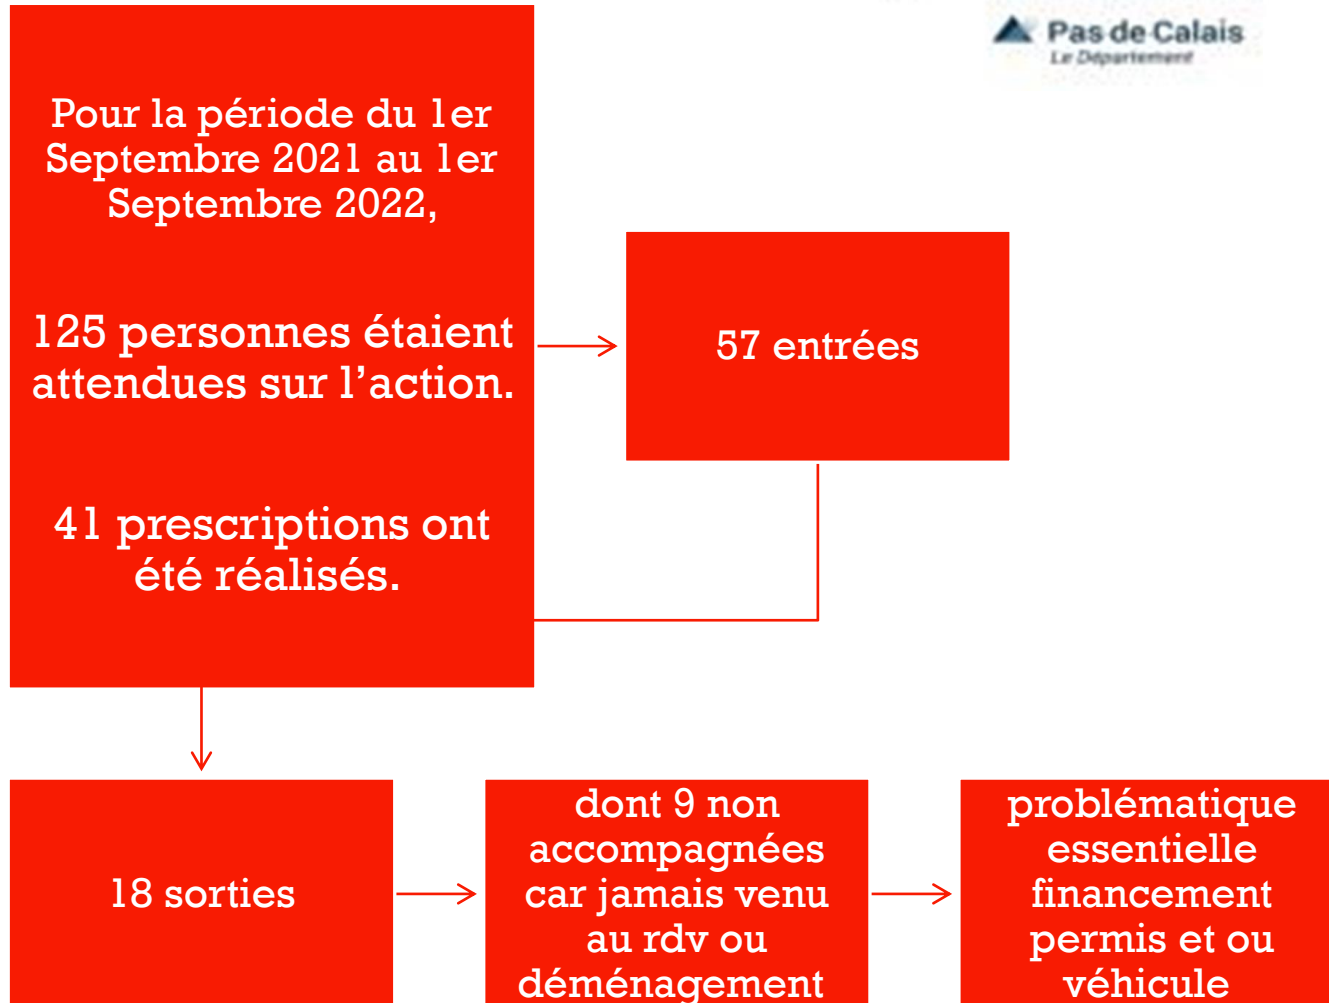 Pas de Calais
Le Département
Pour la période du 1er
Septembre 2021 au 1er
Septembre 2022,
125 personnes étaient
attendues sur l’action.
41 prescriptions ont
été réalisés.
57 entrées
18 sorties
dont 9 non
accompagnées
car jamais venu
au rdv ou
déménagement
problématique
essentielle
financement
permis et ou
véhicule